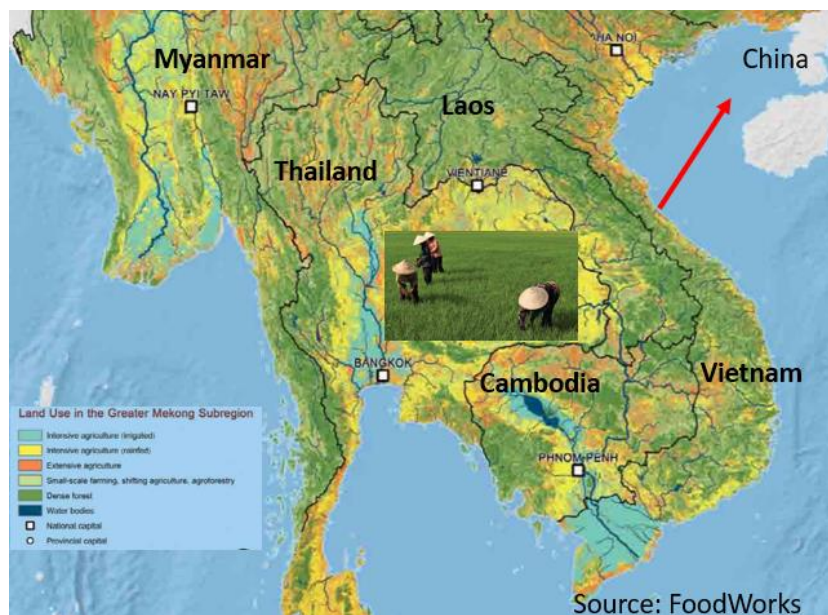 HA NOI
China
Myanmar
NAY PYI TAW
Laos
Thailand
VIENTIANE
BANGKOK
Cambodia
Vietnam
PHNOM PENH
Land Use in the Greater Mekong Subregion
Intensive agriculture (irrigated)
Intensive agriculture (rainfed)
Extensive agriculture
Small-scale farming, shifting agriculture, agroforestry
Dense forest
Water bodies
National capital
Provincial capital
Source: FoodWorks